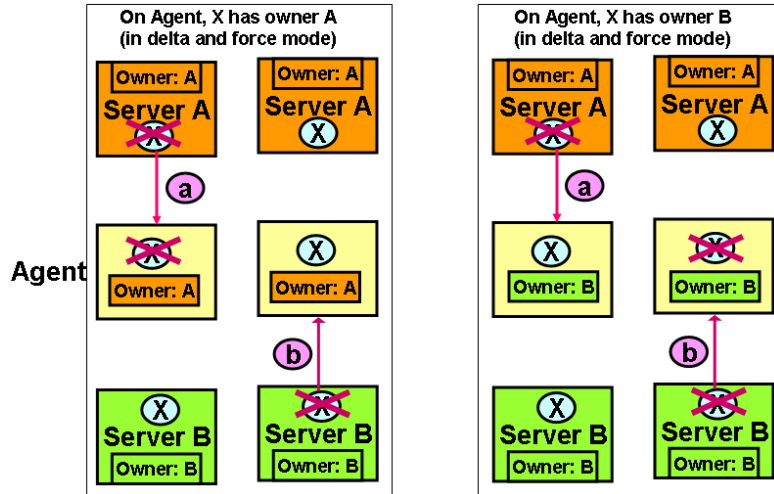 On Agent, X has owner A
(in delta and force mode)
Owner: A
Server A
X
Owner: A
Server A
X
a
Agent
X
Owner: A
X
Owner: A
b
X
Server B
Owner: B
X
Server B
Owner: B
On Agent, X has owner B
(in delta and force mode)
Owner: A
Server A
X
Owner: A
Server A
X
a
X
Owner: B
X
Owner: B
b
X
Server B
Owner: B
X
Server B
Owner: B